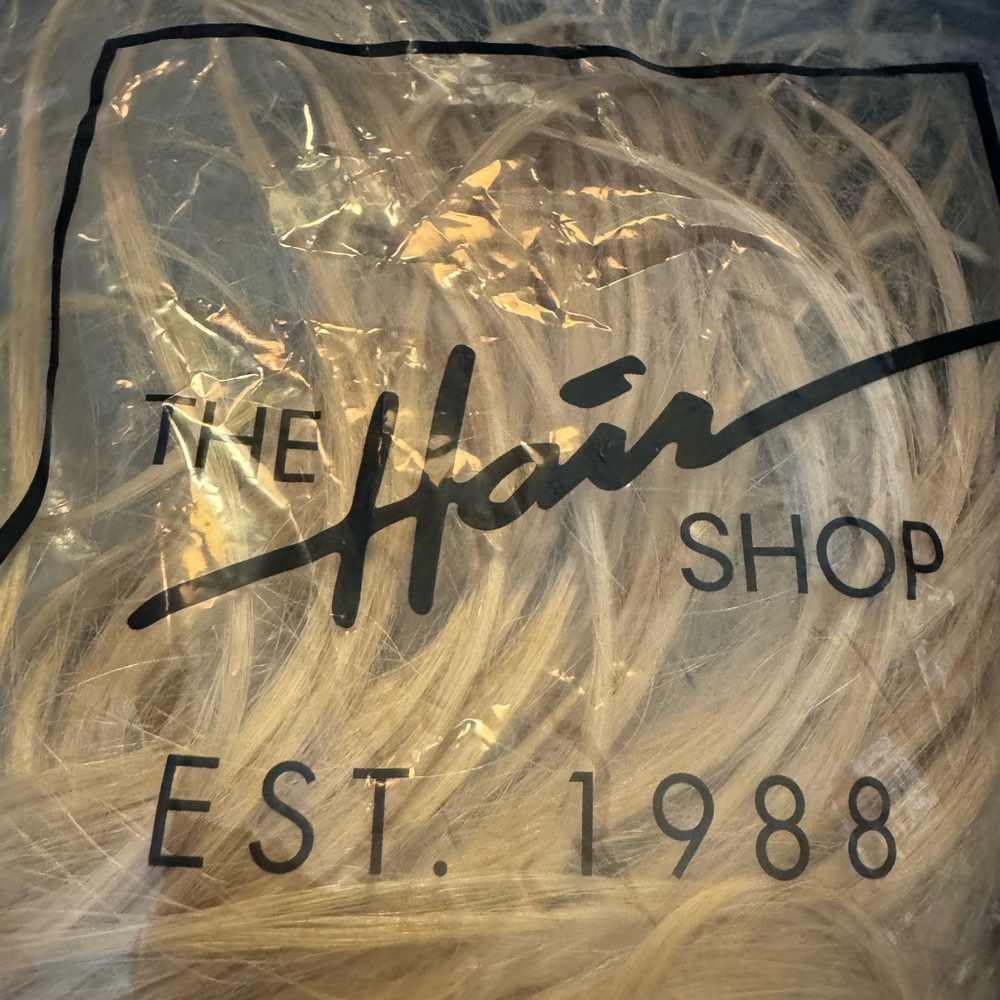 THE Hair SHOP
EST. 1988